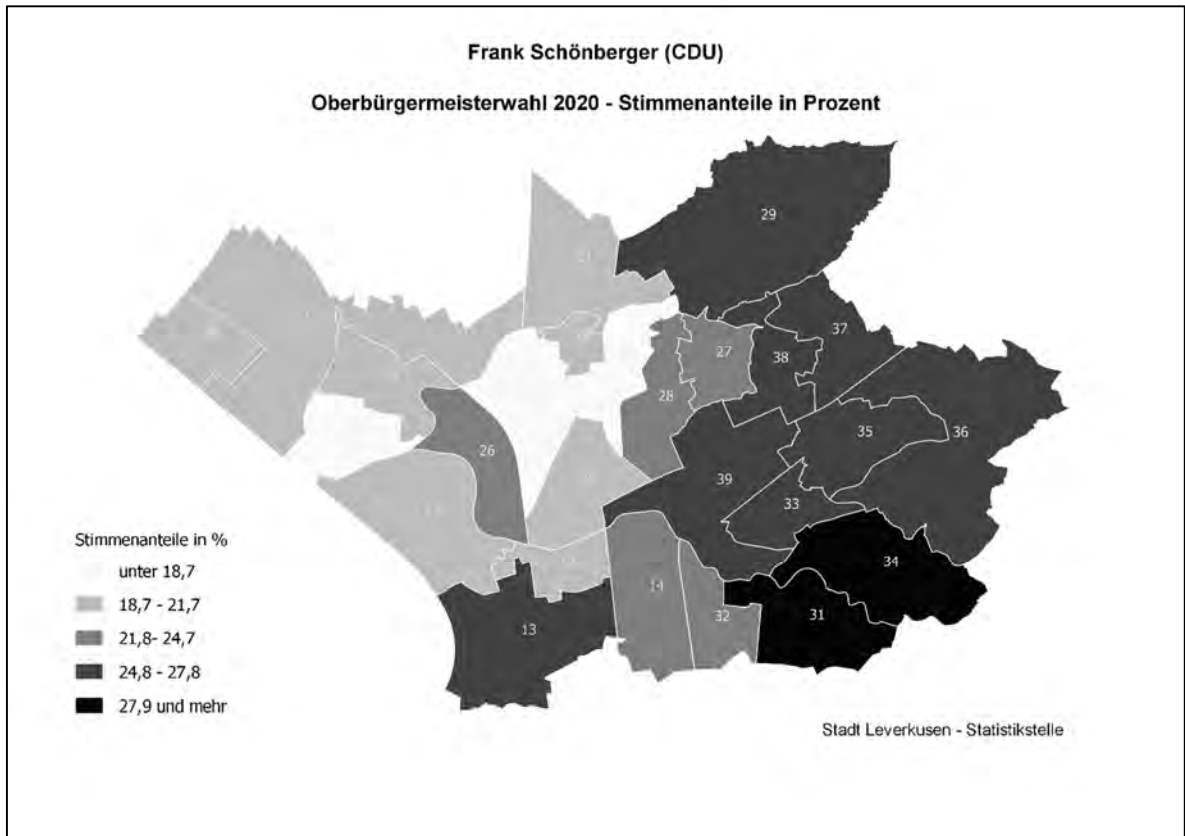 Frank Schönberger (CDU)
Oberbürgermeisterwahl 2020 - Stimmenanteile in Prozent
29
37
27
38
28
35
36
26
39
33
34
14
32
31
13
Stimmenanteile in %
unter 18,7
18,7 - 21,7
21,8- 24,7
24,8 - 27,8
27,9 und mehr
Stadt Leverkusen - Statistikstelle